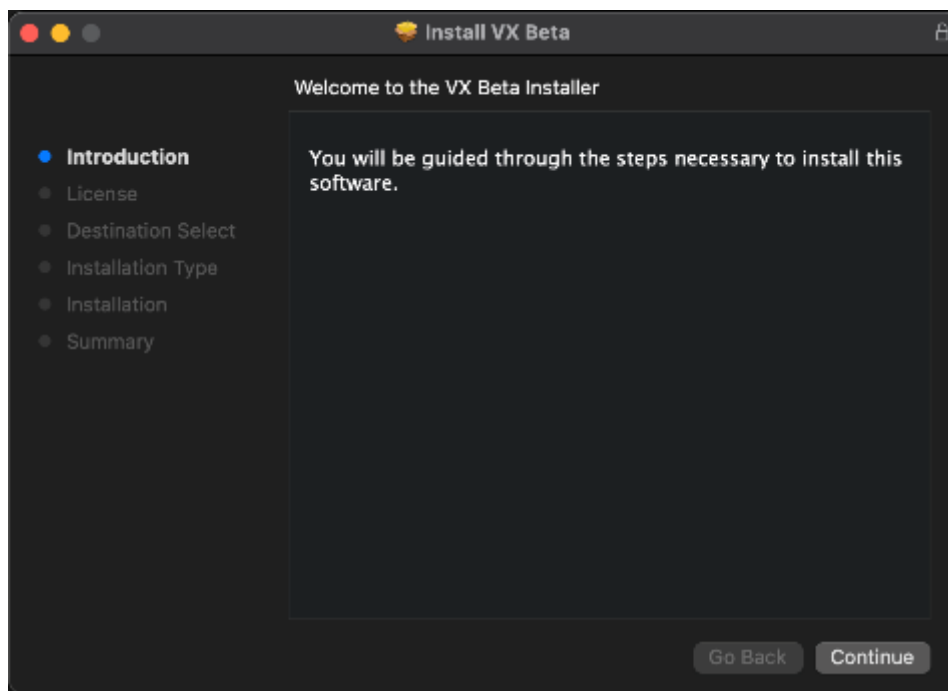 Install VX Beta
Welcome to the VX Beta Installer
Introduction
License
Destination Select
Installation Type
Installation
Summary
You will be guided through the steps necessary to install this
software.
Go Back
Continue